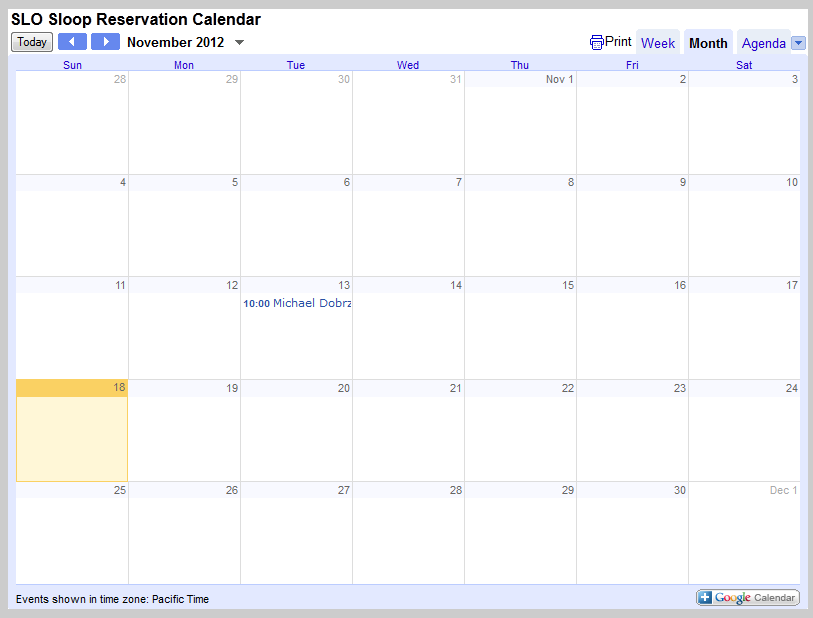 SLO Sloop Reservation Calendar
Today November 2012 Print Week Month Agenda
Sun Mon Tue Wed Thu Fri Sat
28 29 30 31 Nov 1 2 3
4 5 6 7 8 9 10
11 12 13 14 15 16 17
10:00 Michael Dobrz
18 19 20 21 22 23 24
25 26 27 28 29 30 Dec 1
Events shown in time zone: Pacific Time Google Calendar